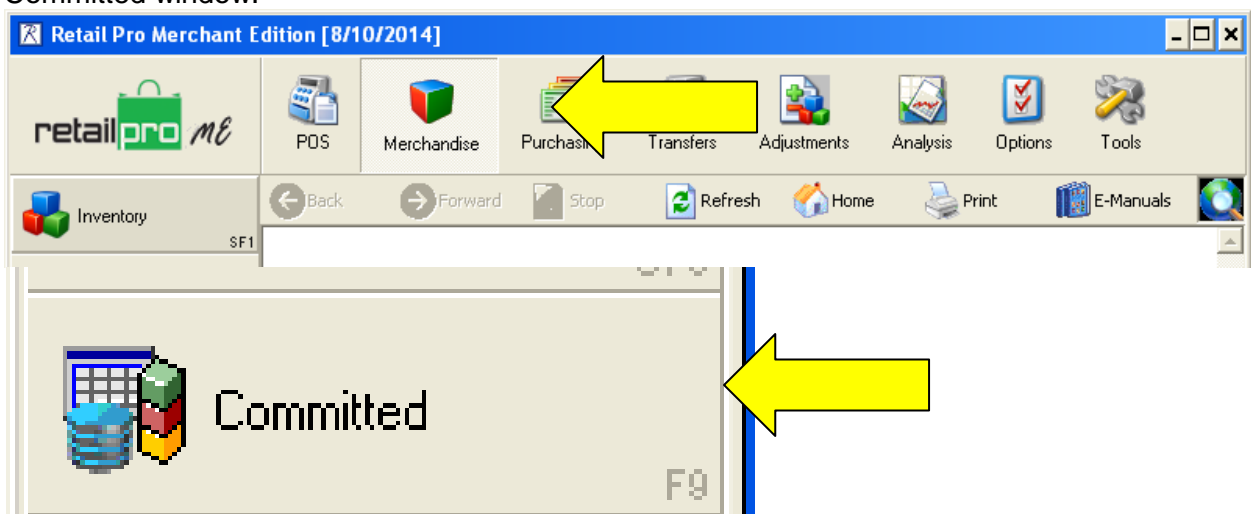 Committed window.
Retail Pro Merchant Edition [8/10/2014]
retail pro ME
POS Merchandise Purchasing Transfers Adjustments Analysis Options Tools
Inventory
SF1
Back Forward Stop Refresh Home Print E-Manuals
Committed
F9